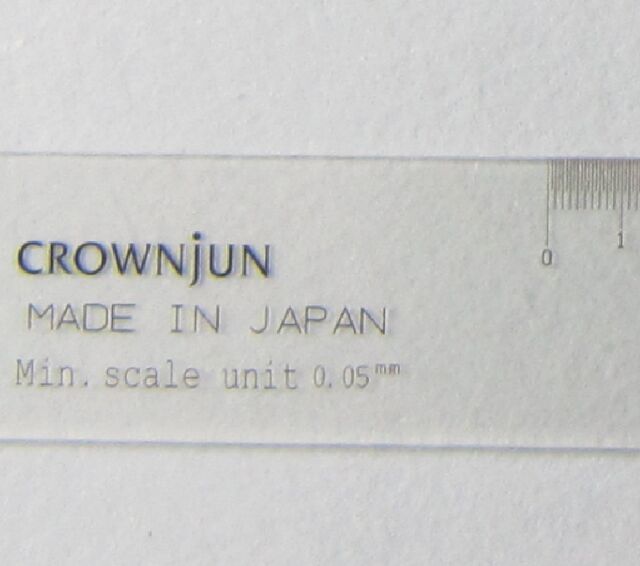 0 1
CROWNjUN
MADE IN JAPAN
Min. scale unit 0.05mm